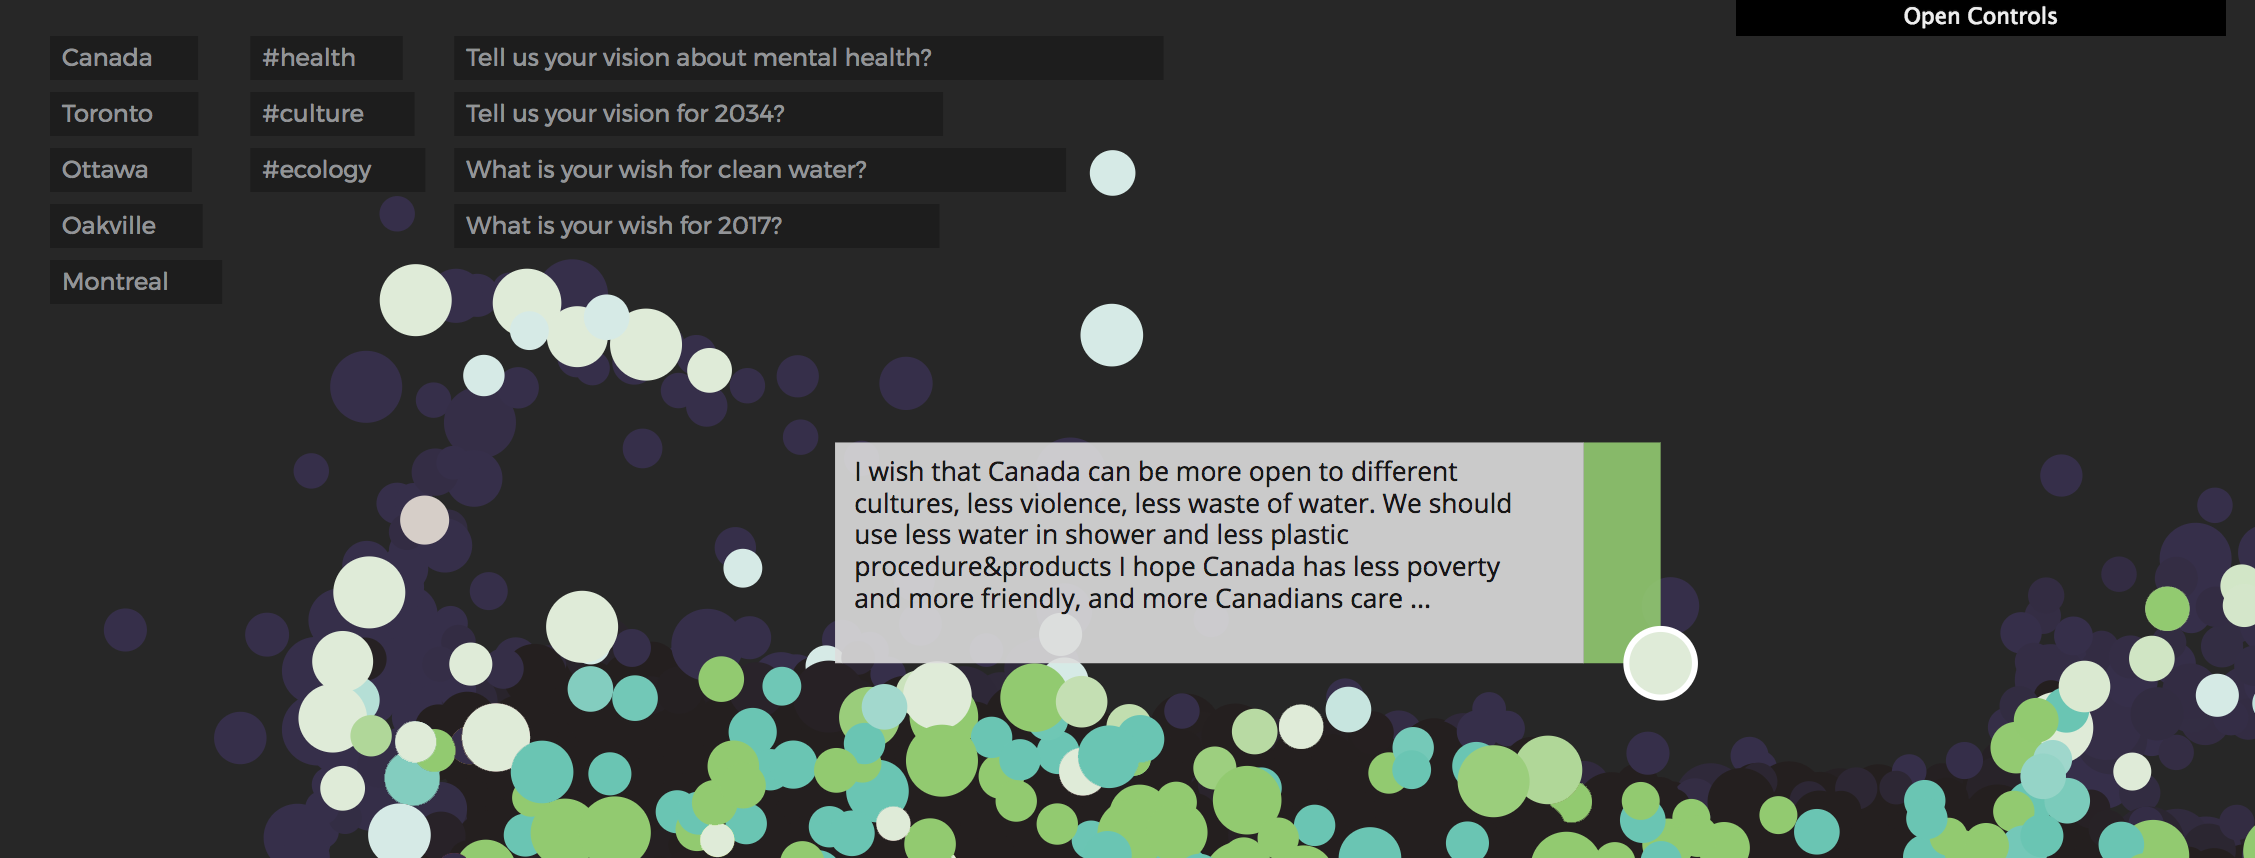 Open Controls
Canada
#health
Tell us your vision about mental health?
Toronto
#culture
Tell us your vision for 2034?
Ottawa
#ecology
What is your wish for clean water?
Oakville
What is your wish for 2017?
Montreal
I wish that Canada can be more open to different
cultures, less violence, less waste of water. We should
use less water in shower and less plastic
procedure&products I hope Canada has less poverty
and more friendly, and more Canadians care ...